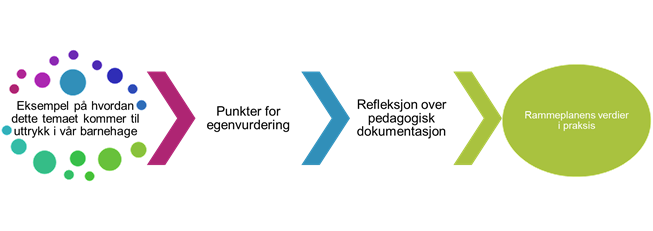 Eksempel på hvordan
dette temaet kommer til
uttrykk i vår barnehage
Punkter for
egenvurdering
Refleksjon over
pedagogisk
dokumentasjon
Rammeplanens verdier
i praksis